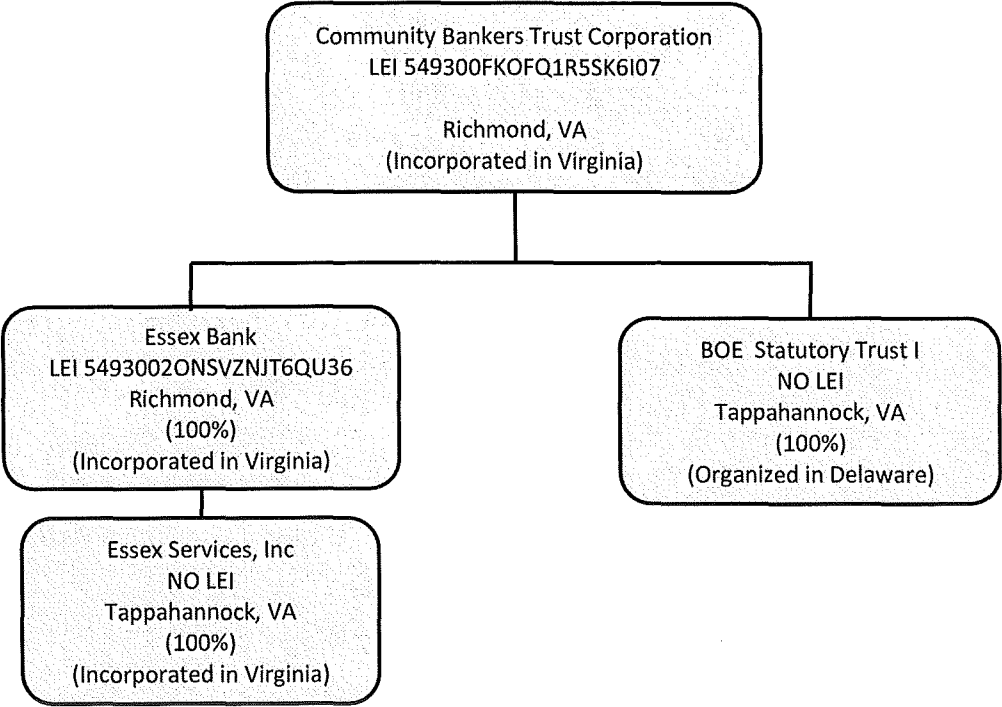 Community Bankers Trust Corporation
LEI 549300FKOFQ1R5SK6I07
Richmond, VA
(Incorporated in Virginia)
Essex Bank
LEI 5493002ONSVZNJT6QU36
Richmond, VA
(100%)
(Incorporated in Virginia)
BOE Statutory Trust I
NO LEI
Tappahannock, VA
(100%)
(Organized in Delaware)
Essex Services, Inc
NO LEI
Tappahannock, VA
(100%)
(Incorporated in Virginia)